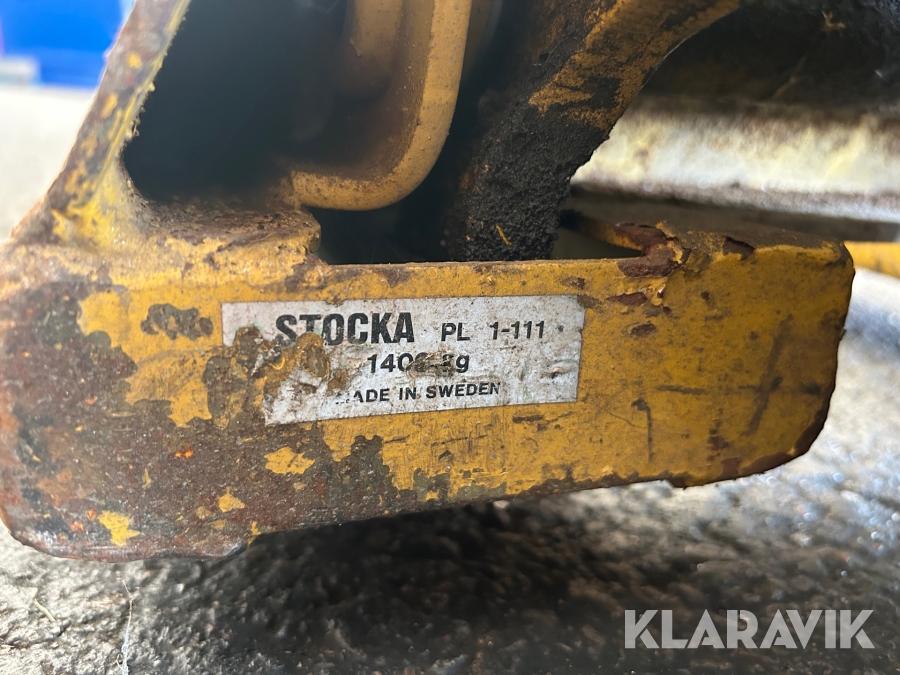 STOCKA PL 1-111
MADE IN SWEDEN
KLARAVIK